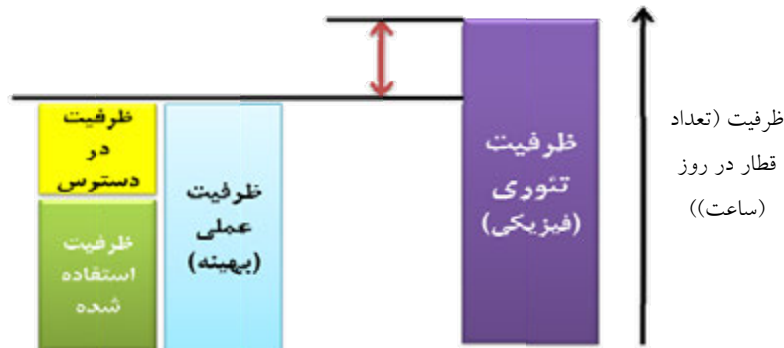 ظرفیت (تعداد
قطار در روز
(ساعت))
ظرفیت
تئوری
(فیزیکی)
ظرفیت
عملی
(بهینه)
ظرفیت
در
دسترس
ظرفیت
استفاده
شده